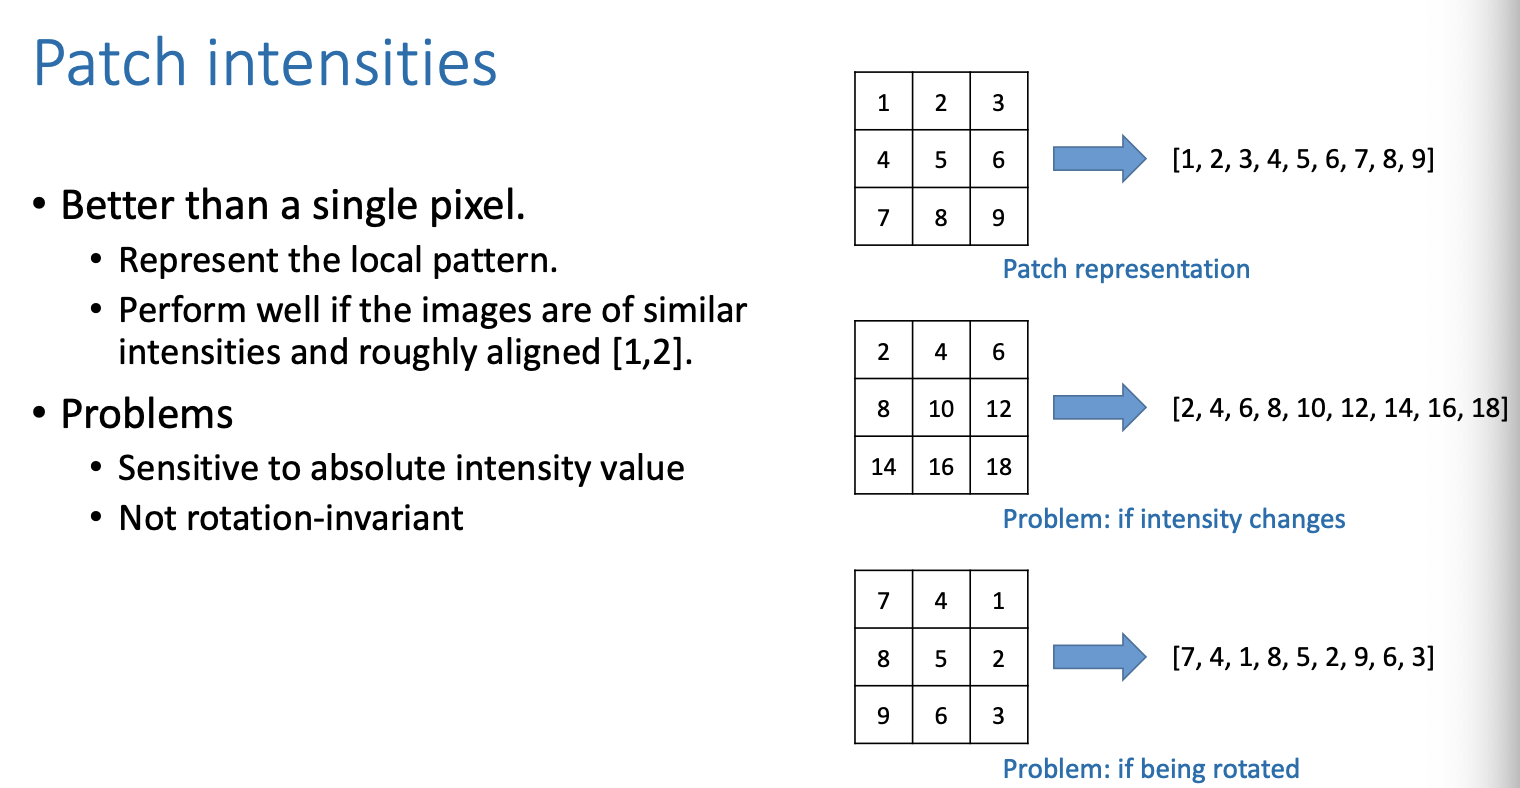 Patch intensities
• Better than a single pixel.
• Represent the local pattern.
• Perform well if the images are of similar
intensities and roughly aligned [1,2].
• Problems
• Sensitive to absolute intensity value
• Not rotation-invariant
1 2 3
4 5 6
7 8 9
[1, 2, 3, 4, 5, 6, 7, 8, 9]
Patch representation
2 4 6
8 10 12
14 16 18
[2, 4, 6, 8, 10, 12, 14, 16, 18]
Problem: if intensity changes
7 4 1
8 5 2
9 6 3
[7, 4, 1, 8, 5, 2, 9, 6, 3]
Problem: if being rotated